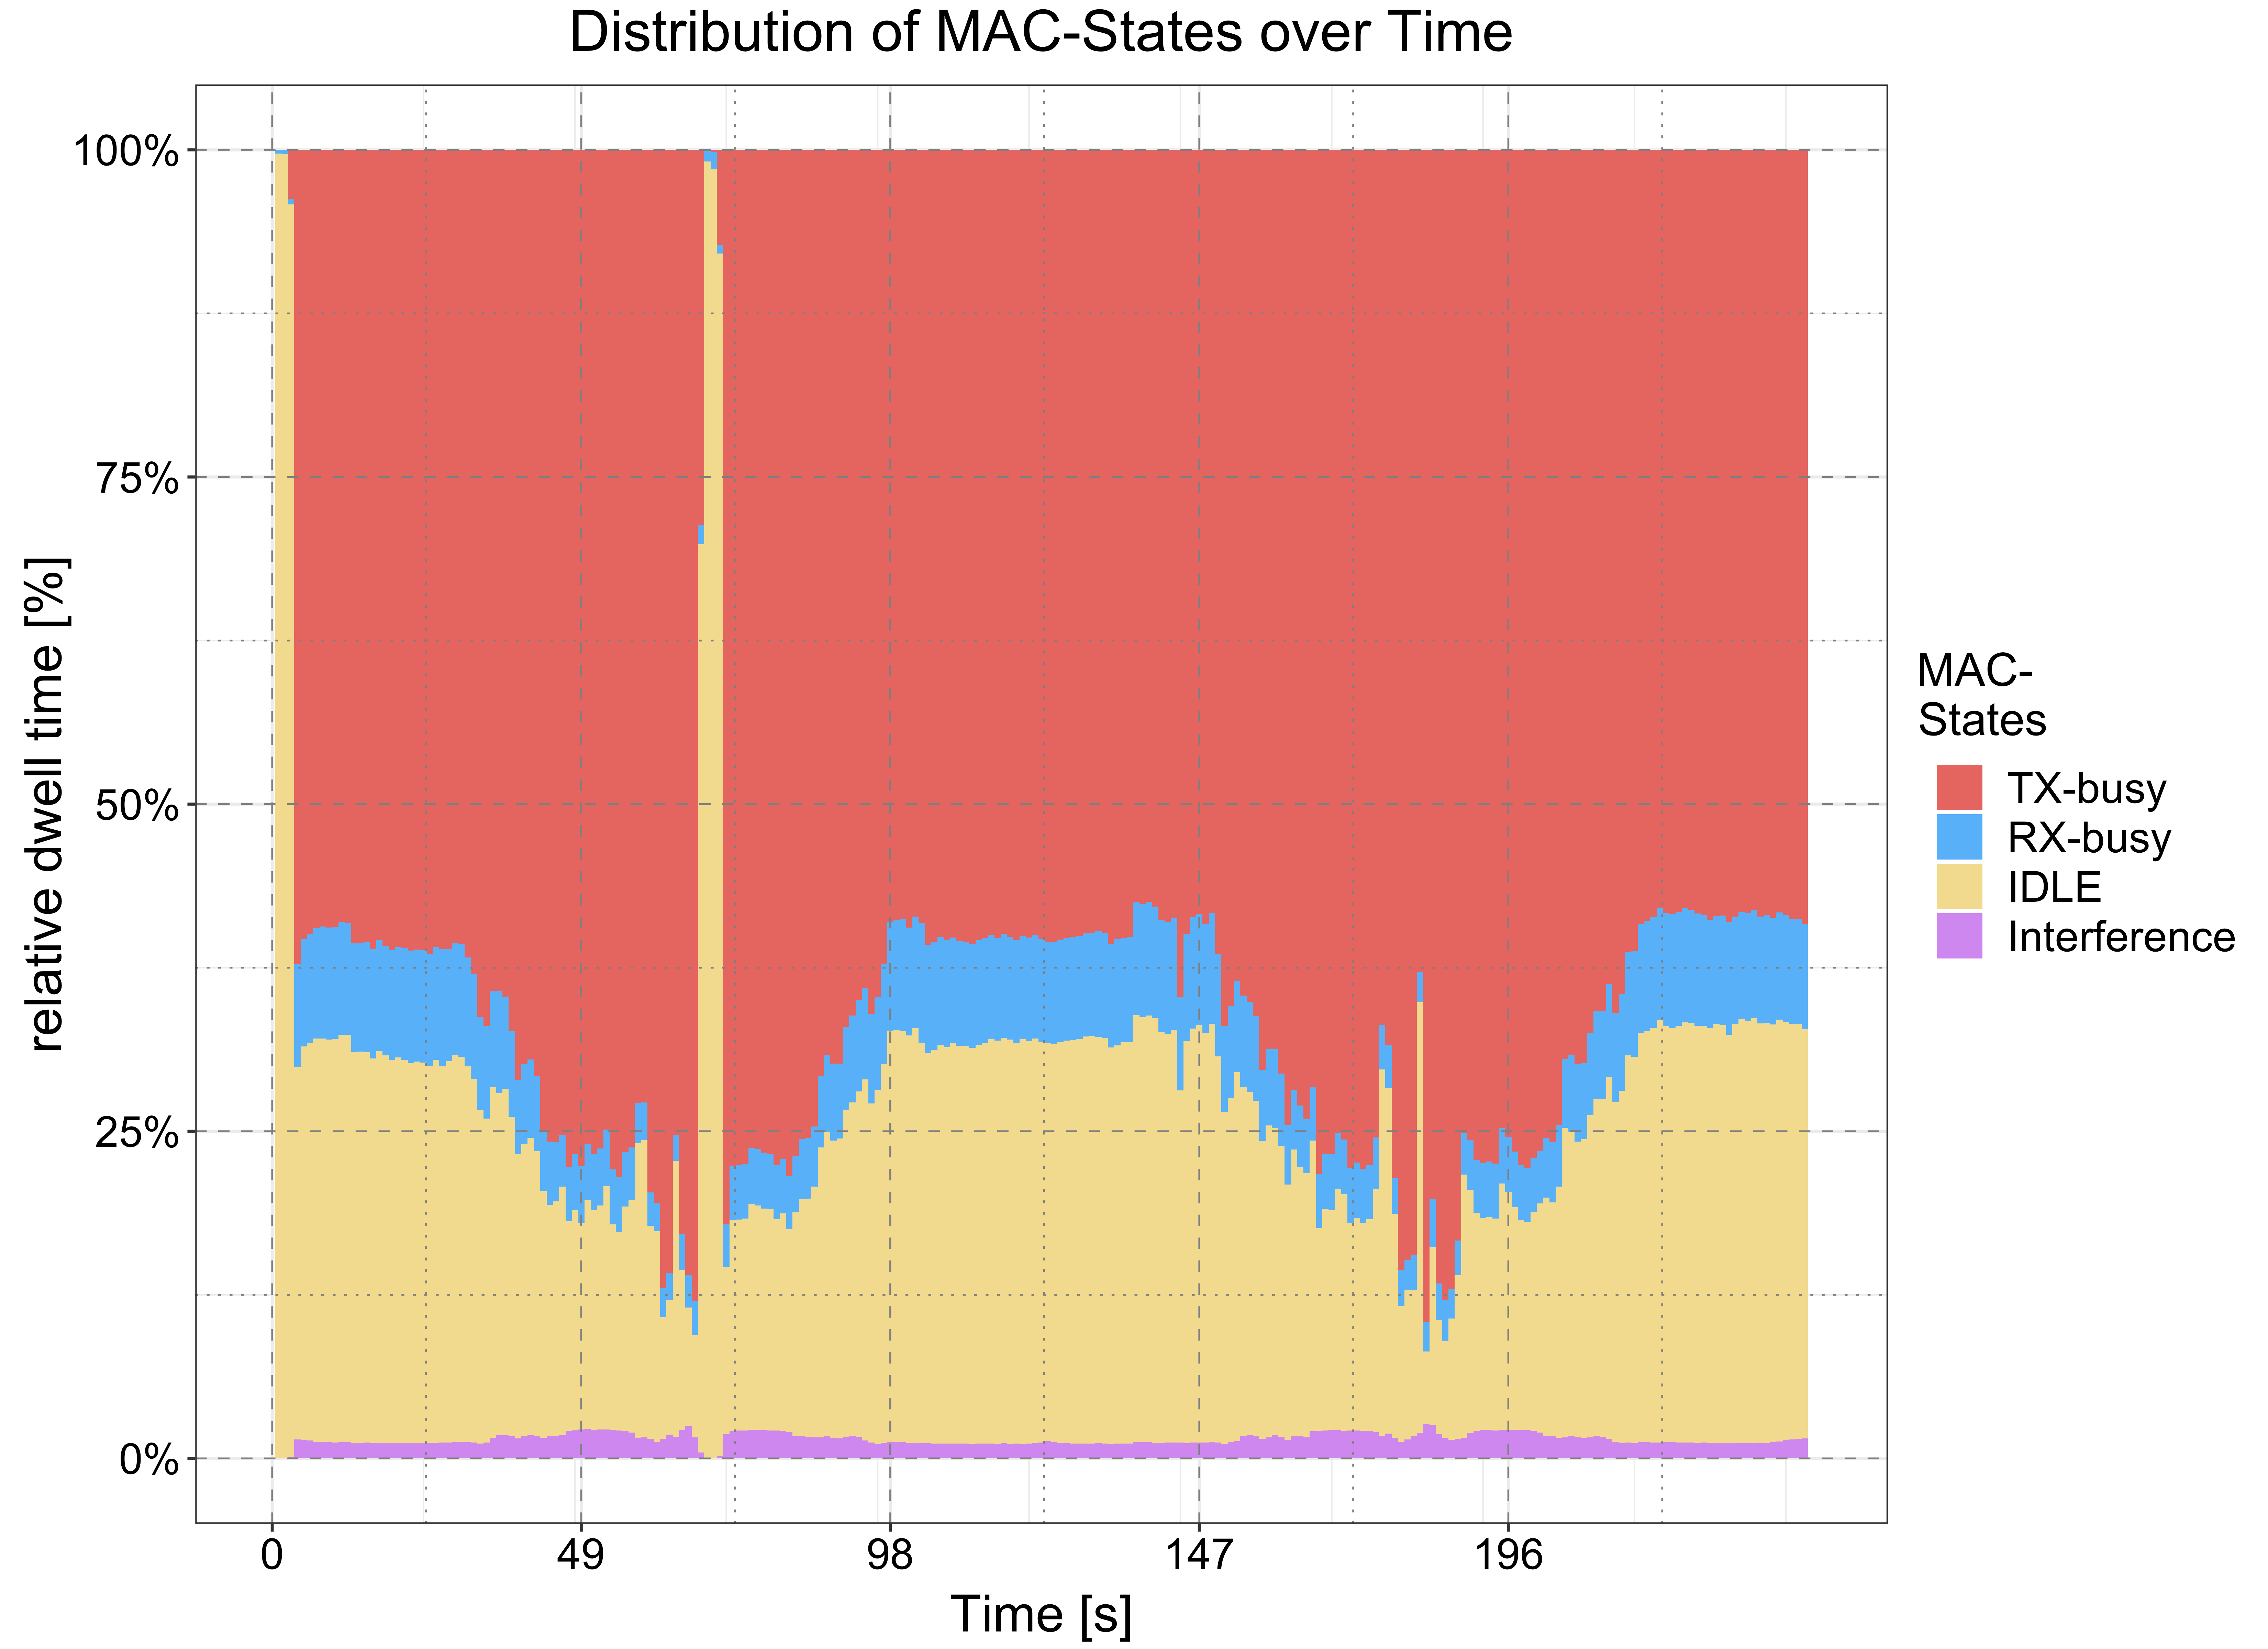 Distribution of MAC-States over Time
relative dwell time [%]
100%
75%
50%
25%
0%
0 49 98 147 196
Time [s]
MAC-
States
TX-busy
RX-busy
IDLE
Interference